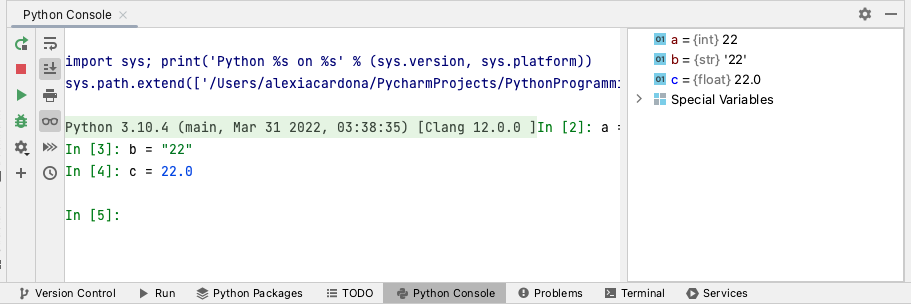 Python Console
import sys; print('Python %s on %s' % (sys.version, sys.platform))
sys.path.extend(['/Users/alexiacardona/PycharmProjects/PythonProgrammi
Python 3.10.4 (main, Mar 31 2022, 03:38:35) [Clang 12.0.0 ]In [2]: a =
In [3]: b = "22"
In [4]: c = 22.0
In [5]:
01 a = {int} 22
01 b = {str} '22'
01 c = {float} 22.0
Special Variables
Version Control Run Python Packages TODO Python Console Problems Terminal Services